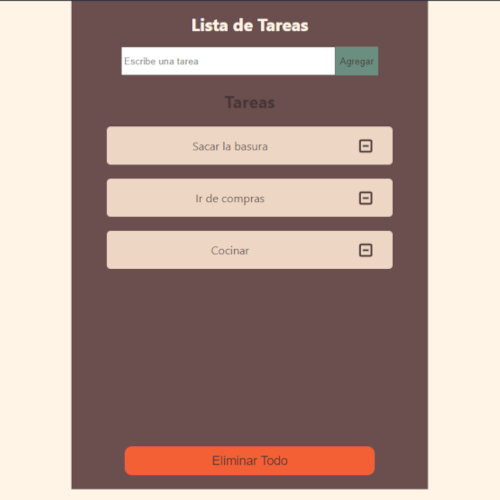 Lista de Tareas
Escribe una tarea
Agregar
Tareas
Sacar la basura
Ir de compras
Cocinar
Eliminar Todo